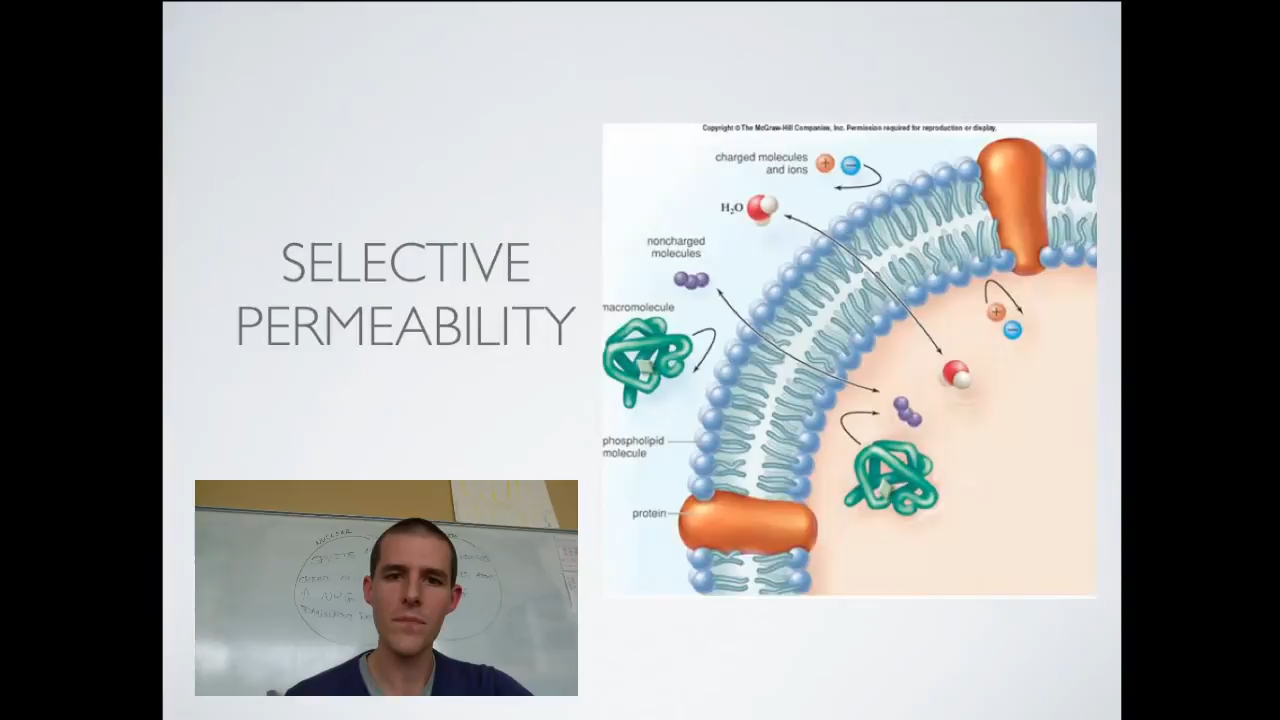 SELECTIVE
PERMEABILITY
Copyright © The McGraw-Hill Companies, Inc. Permission required for reproduction or display.
charged molecules
and ions
+
−
H₂O
noncharged
molecules
macromolecule
phospholipid
molecule
protein
+
−
NUCLEAR